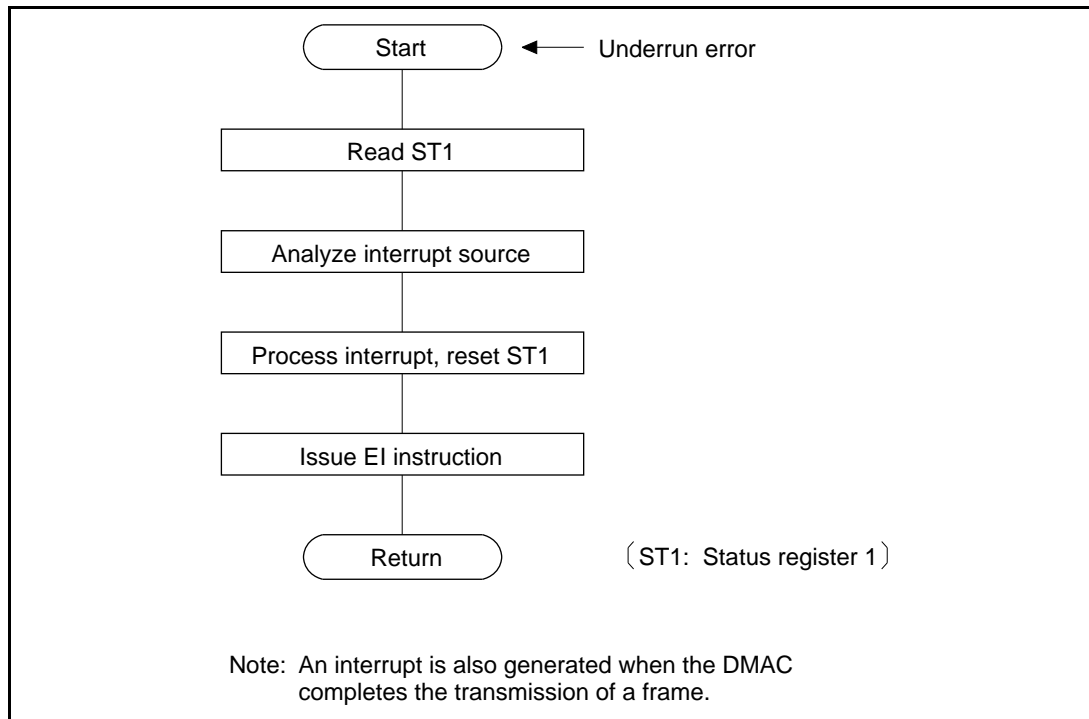 Start
Underrun error
Read ST1
Analyze interrupt source
Process interrupt, reset ST1
Issue EI instruction
Return
(ST1: Status register 1)
Note: An interrupt is also generated when the DMAC
completes the transmission of a frame.